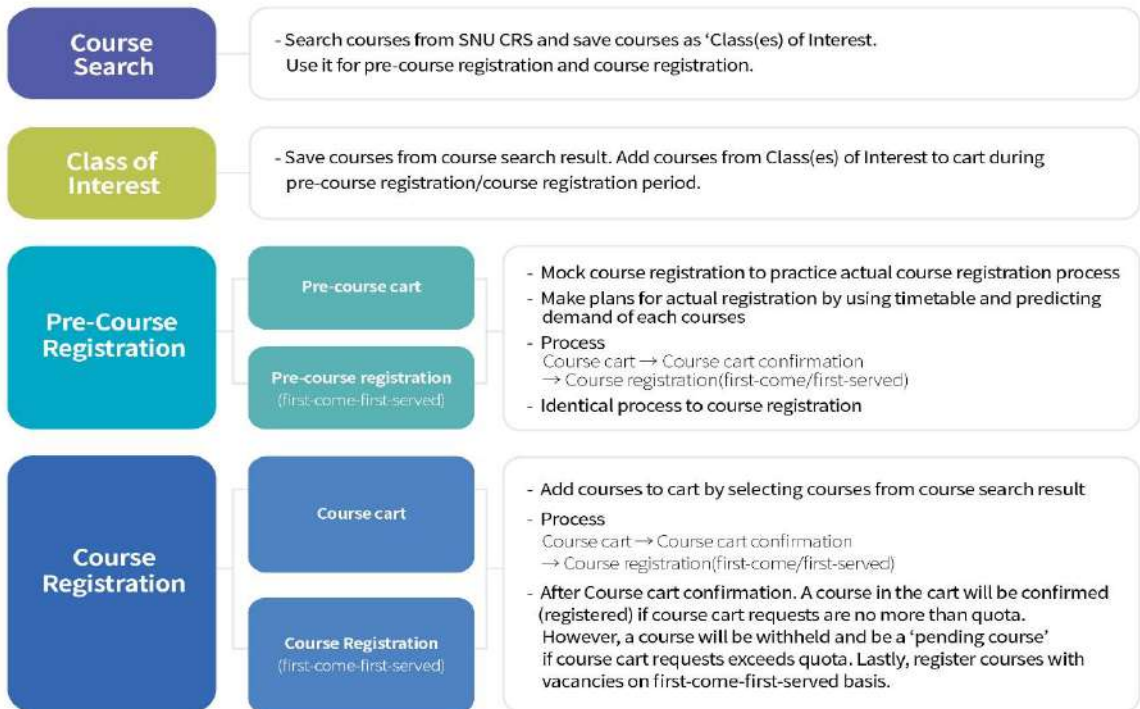 Course
Search
- Search courses from SNU CRS and save courses as ‘Class(es) of Interest.
Use it for pre-course registration and course registration.
Class of
Interest
- Save courses from course search result. Add courses from Class(es) of Interest to cart during
pre-course registration/course registration period.
Pre-Course
Registration
Pre-course cart
Pre-course registration
(first-come-first-served)
- Mock course registration to practice actual course registration process
- Make plans for actual registration by using timetable and predicting
demand of each courses
- Process
Course cart → Course cart confirmation
→ Course registration(first-come/first-served)
- Identical process to course registration
Course
Registration
Course cart
Course Registration
(first-come-first-served)
- Add courses to cart by selecting courses from course search result
- Process
Course cart → Course cart confirmation
→ Course registration(first-come/first-served)
- After Course cart confirmation. A course in the cart will be confirmed
(registered) if course cart requests are no more than quota.
However, a course will be withheld and be a ‘pending course’
if course cart requests exceeds quota. Lastly, register courses with
vacancies on first-come-first-served basis.